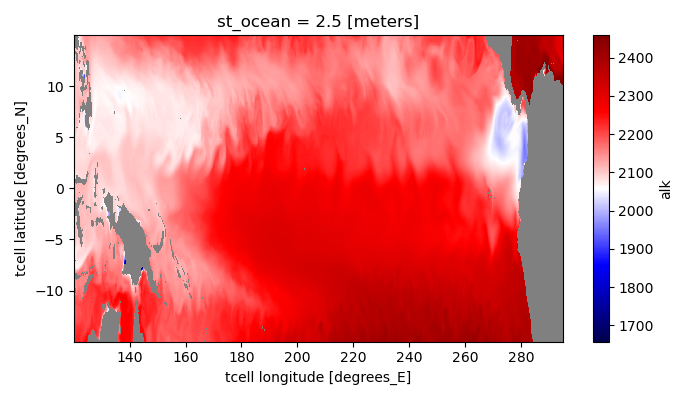 st_ocean = 2.5 [meters]
10
5
0
−5
−10
tcell latitude [degrees_N]
140 160 180 200 220 240 260 280
tcell longitude [degrees_E]
2400
2300
2200
2100
2000
1900
1800
1700
alk